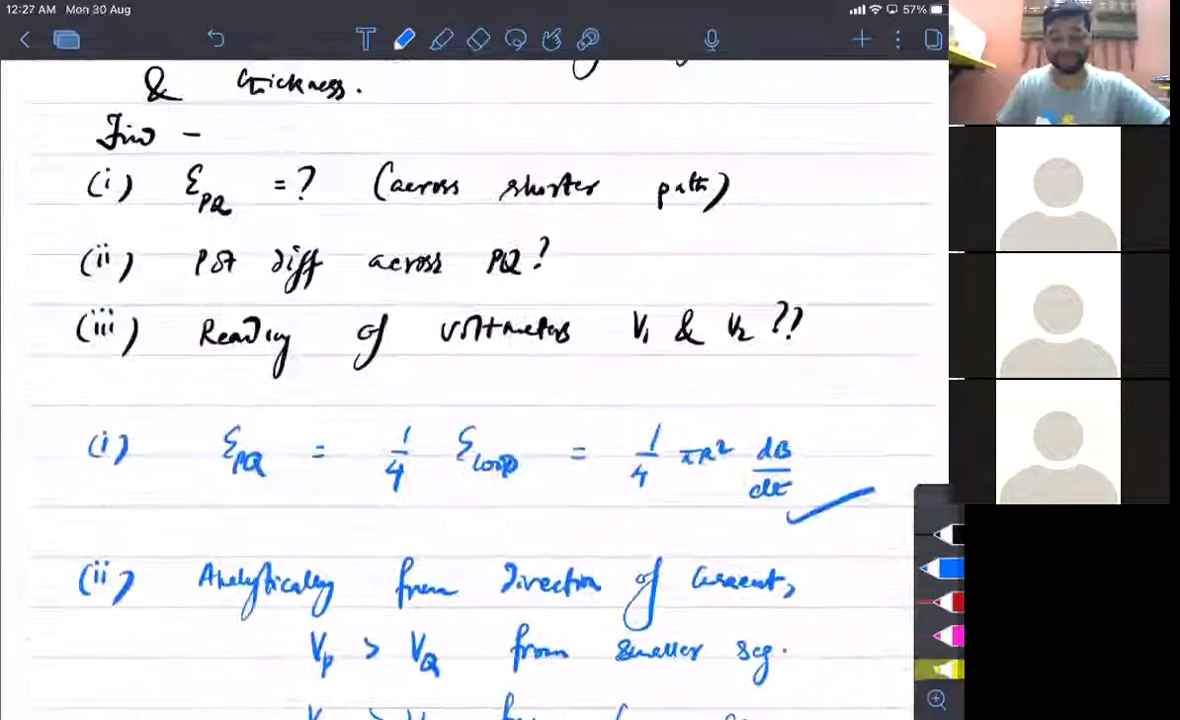 12:27 AM Mon 30 Aug
57%
& thickness.
Find -
(i) ε_PQ = ? (across shorter path)
(ii) Pot diff across PQ?
(iii) Reading of voltmeters V₁ & V₂ ??
(i) ε_PQ = 1/4 ε_loop = 1/4 πR² dB/dt
(ii) Analytically from direction of current,
V_P > V_Q from smaller seg.